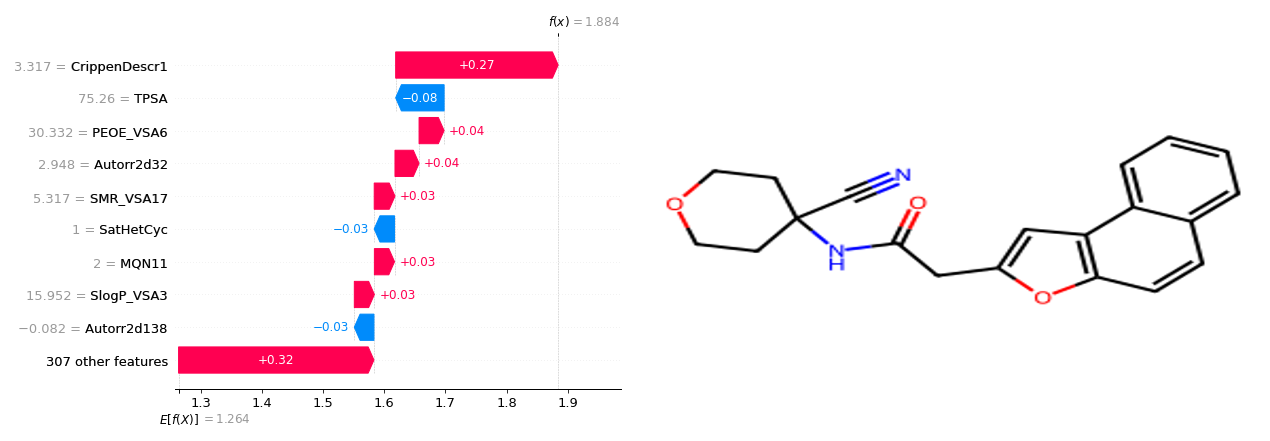 f(x) = 1.884
3.317 = CrippenDescr1 +0.27
75.26 = TPSA −0.08
30.332 = PEOE_VSA6 +0.04
2.948 = Autorr2d32 +0.04
5.317 = SMR_VSA17 +0.03
1 = SatHetCyc −0.03
2 = MQN11 +0.03
15.952 = SlogP_VSA3 +0.03
−0.082 = Autorr2d138 −0.03
307 other features +0.32
1.3 1.4 1.5 1.6 1.7 1.8 1.9
E[f(X)] = 1.264
N
O
O
N
H
O